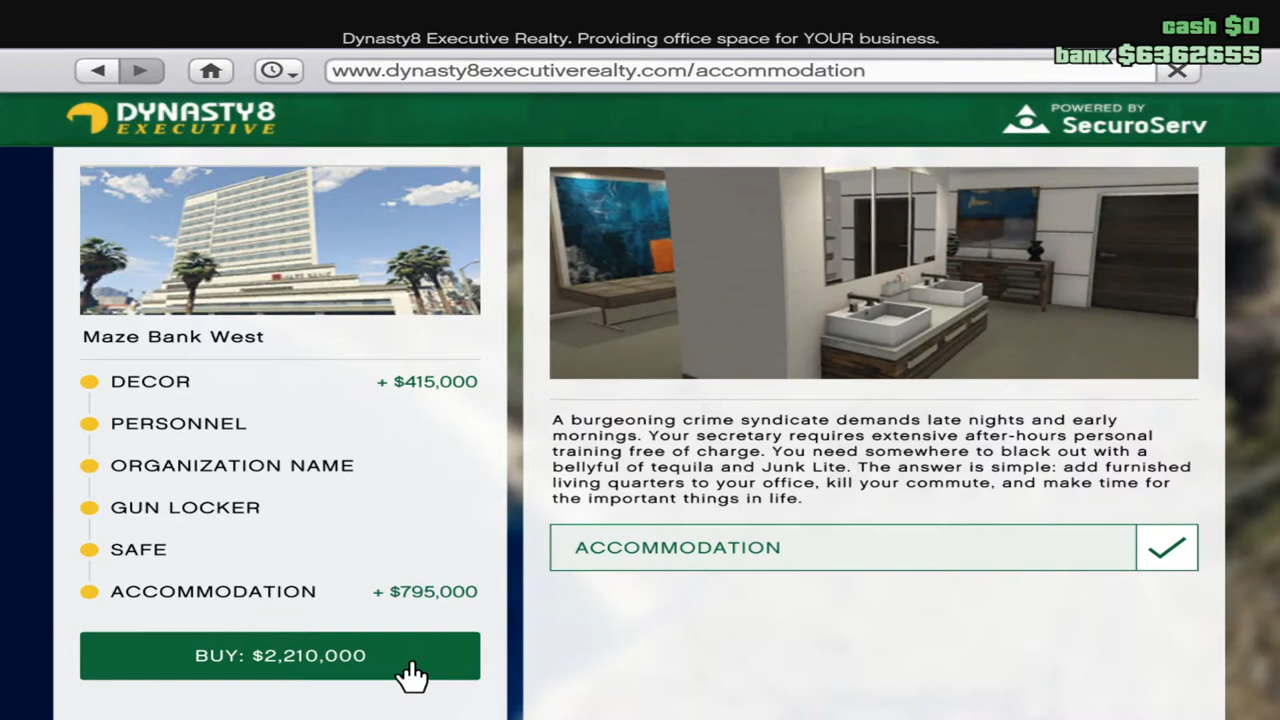 cash $0
Dynasty8 Executive Realty. Providing office space for YOUR business.
bank $6362655
www.dynasty8executiverealty.com/accommodation
DYNASTY 8
EXECUTIVE
POWERED BY
SecuroServ
MAZE BANK
Maze Bank West
DECOR + $415,000
PERSONNEL
ORGANIZATION NAME
GUN LOCKER
SAFE
ACCOMMODATION + $795,000
BUY: $2,210,000
A burgeoning crime syndicate demands late nights and early
mornings. Your secretary requires extensive after-hours personal
training free of charge. You need somewhere to black out with a
bellyful of tequila and Junk Lite. The answer is simple: add furnished
living quarters to your office, kill your commute, and make time for
the important things in life.
ACCOMMODATION